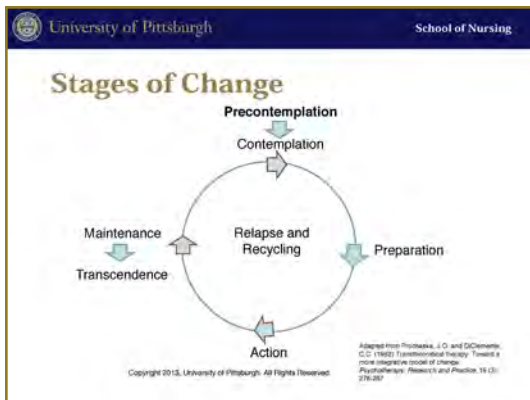 University of Pittsburgh
School of Nursing
Stages of Change
Precontemplation
Contemplation
Maintenance
Transcendence
Relapse and
Recycling
Preparation
Action
Adapted from Prochaska, J.O. and DiClemente,
C.C. (1982) Transtheoretical therapy: Toward a
more integrative model of change.
Psychotherapy: Research and Practice, 19 (3):
276-287
Copyright 2013, University of Pittsburgh. All Rights Reserved.